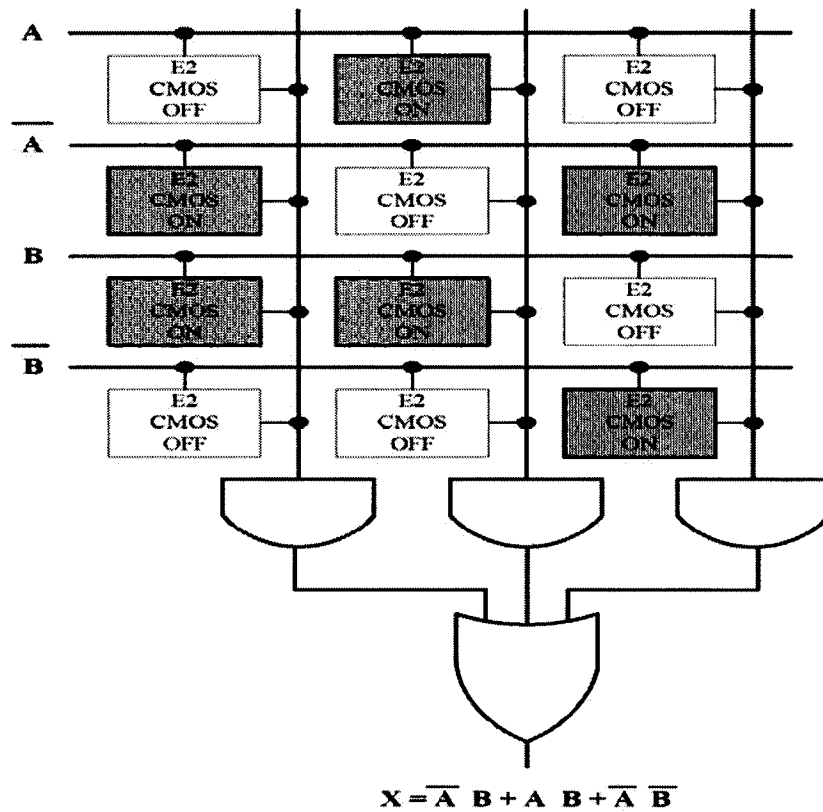 A
E2 CMOS OFF
E2 CMOS ON
E2 CMOS OFF
A̅
E2 CMOS ON
E2 CMOS OFF
E2 CMOS ON
B
E2 CMOS ON
E2 CMOS ON
E2 CMOS OFF
B̅
E2 CMOS OFF
E2 CMOS OFF
E2 CMOS ON
X = A̅ B + A B + A̅ B̅